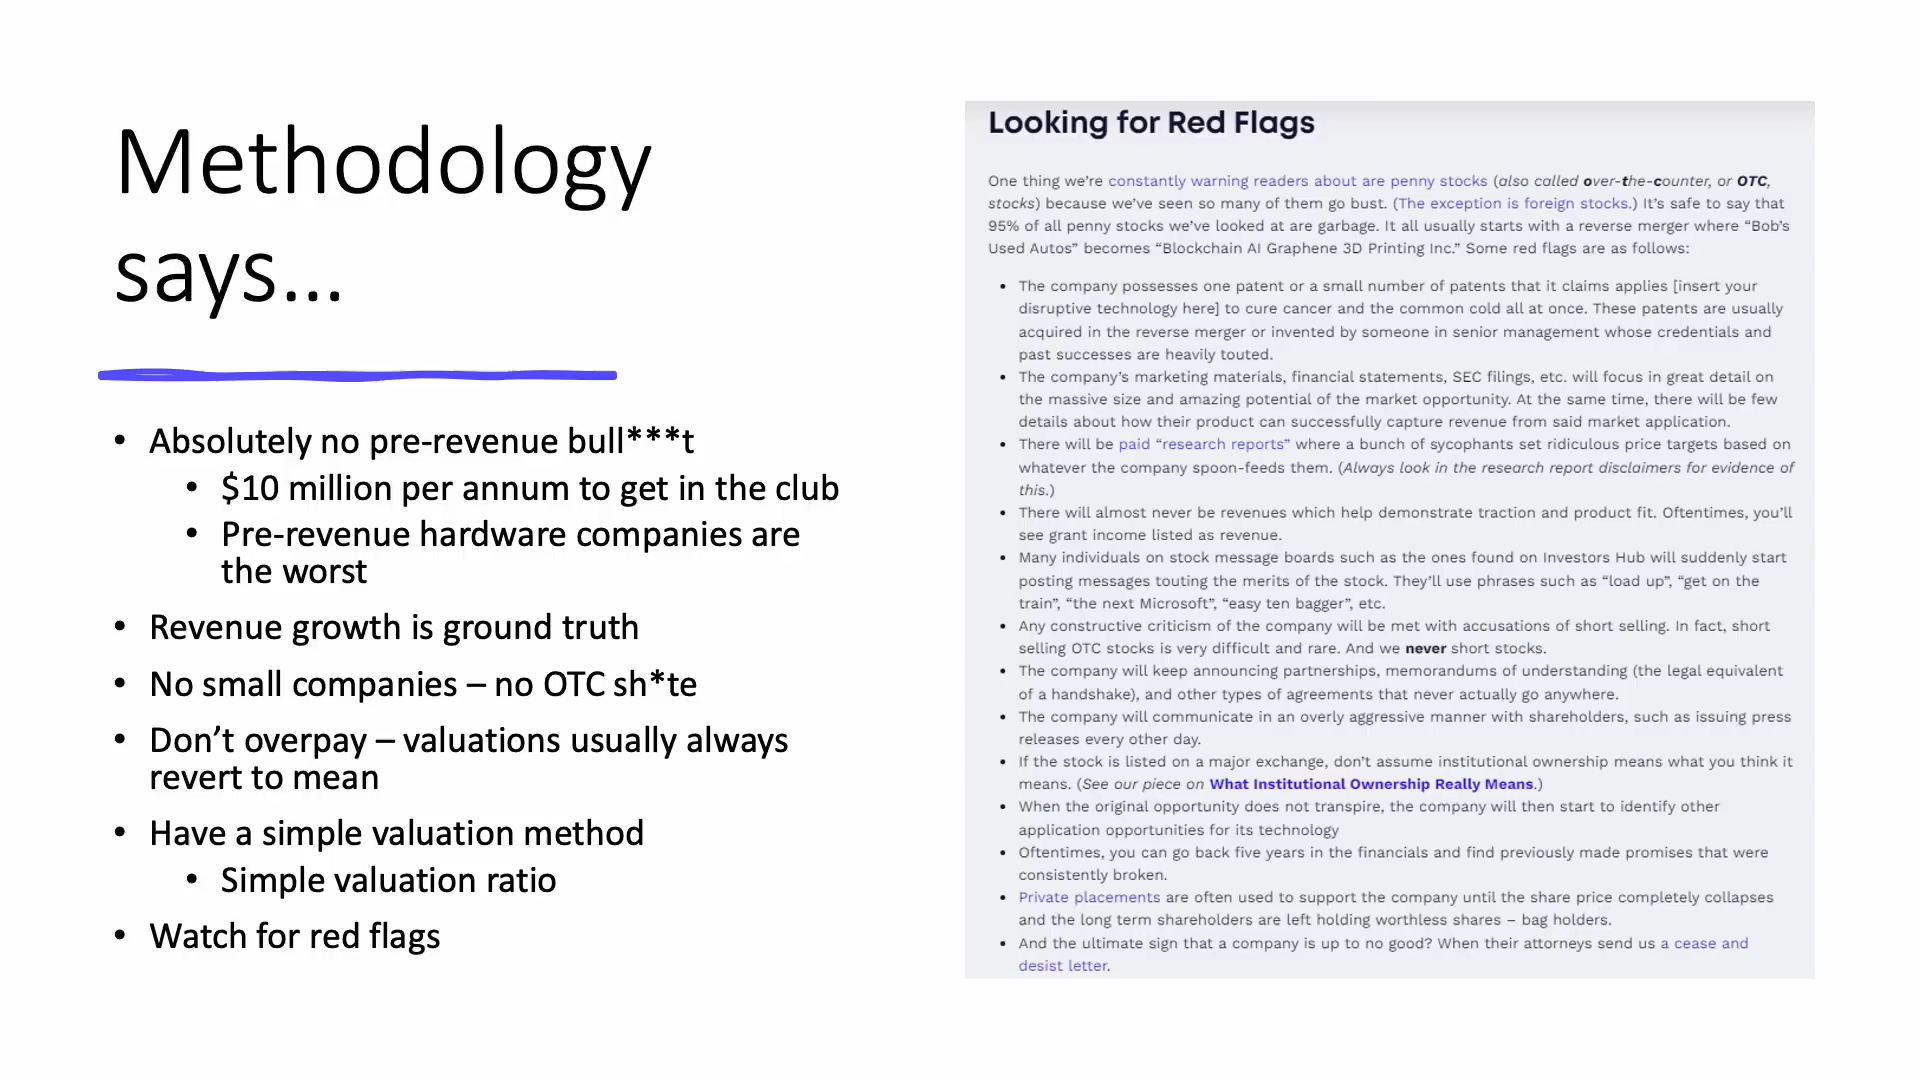 Methodology
says...
• Absolutely no pre-revenue bull***t
• $10 million per annum to get in the club
• Pre-revenue hardware companies are
the worst
• Revenue growth is ground truth
• No small companies – no OTC sh*te
• Don’t overpay – valuations usually always
revert to mean
• Have a simple valuation method
• Simple valuation ratio
• Watch for red flags
Looking for Red Flags
One thing we’re constantly warning readers about are penny stocks (also called over-the-counter, or OTC,
stocks) because we’ve seen so many of them go bust. (The exception is foreign stocks.) It’s safe to say that
95% of all penny stocks we’ve looked at are garbage. It all usually starts with a reverse merger where “Bob’s
Used Autos” becomes “Blockchain AI Graphene 3D Printing Inc.” Some red flags are as follows:
• The company possesses one patent or a small number of patents that it claims applies [insert your
disruptive technology here] to cure cancer and the common cold all at once. These patents are usually
acquired in the reverse merger or invented by someone in senior management whose credentials and
past successes are heavily touted.
• The company’s marketing materials, financial statements, SEC filings, etc. will focus in great detail on
the massive size and amazing potential of the market opportunity. At the same time, there will be few
details about how their product can successfully capture revenue from said market application.
• There will be paid “research reports” where a bunch of sycophants set ridiculous price targets based on
whatever the company spoon-feeds them. (Always look in the research report disclaimers for evidence of
this.)
• There will almost never be revenues which help demonstrate traction and product fit. Oftentimes, you’ll
see grant income listed as revenue.
• Many individuals on stock message boards such as the ones found on Investors Hub will suddenly start
posting messages touting the merits of the stock. They’ll use phrases such as “load up”, “get on the
train”, “the next Microsoft”, “easy ten bagger”, etc.
• Any constructive criticism of the company will be met with accusations of short selling. In fact, short
selling OTC stocks is very difficult and rare. And we never short stocks.
• The company will keep announcing partnerships, memorandums of understanding (the legal equivalent
of a handshake), and other types of agreements that never actually go anywhere.
• The company will communicate in an overly aggressive manner with shareholders, such as issuing press
releases every other day.
• If the stock is listed on a major exchange, don’t assume institutional ownership means what you think it
means. (See our piece on What Institutional Ownership Really Means.)
• When the original opportunity does not transpire, the company will then start to identify other
application opportunities for its technology
• Oftentimes, you can go back five years in the financials and find previously made promises that were
consistently broken.
• Private placements are often used to support the company until the share price completely collapses
and the long term shareholders are left holding worthless shares – bag holders.
• And the ultimate sign that a company is up to no good? When their attorneys send us a cease and
desist letter.